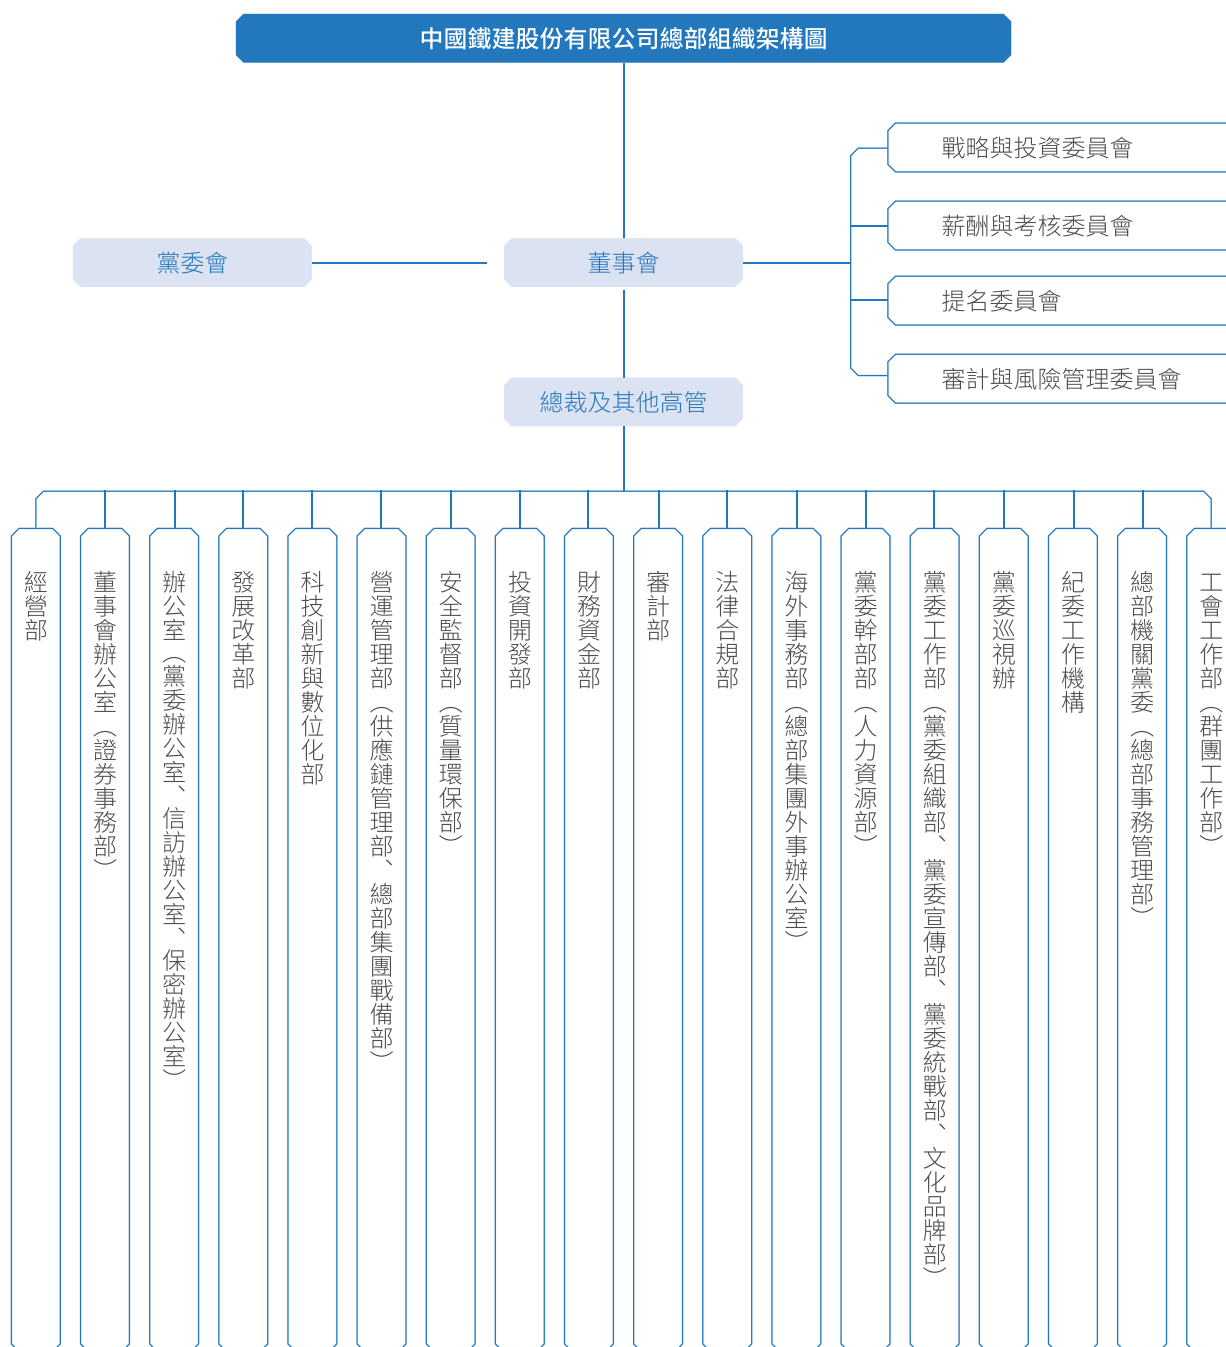 中國鐵建股份有限公司總部組織架構圖
戰略與投資委員會
薪酬與考核委員會
黨委會
董事會
提名委員會
審計與風險管理委員會
總裁及其他高管
經營部
董事會辦公室（證券事務部）
辦公室（黨委辦公室、信訪辦公室、保密辦公室）
發展改革部
科技創新與數位化部
營運管理部（供應鏈管理部、總部集團戰備部）
安全監督部（質量環保部）
投資開發部
財務資金部
審計部
法律合規部
海外事務部（總部集團外事辦公室）
黨委幹部部（人力資源部）
黨委工作部（黨委組織部、黨委宣傳部、黨委統戰部、文化品牌部）
黨委巡視辦
紀委工作機構
總部機關黨委（總部事務管理部）
工會工作部（群團工作部）